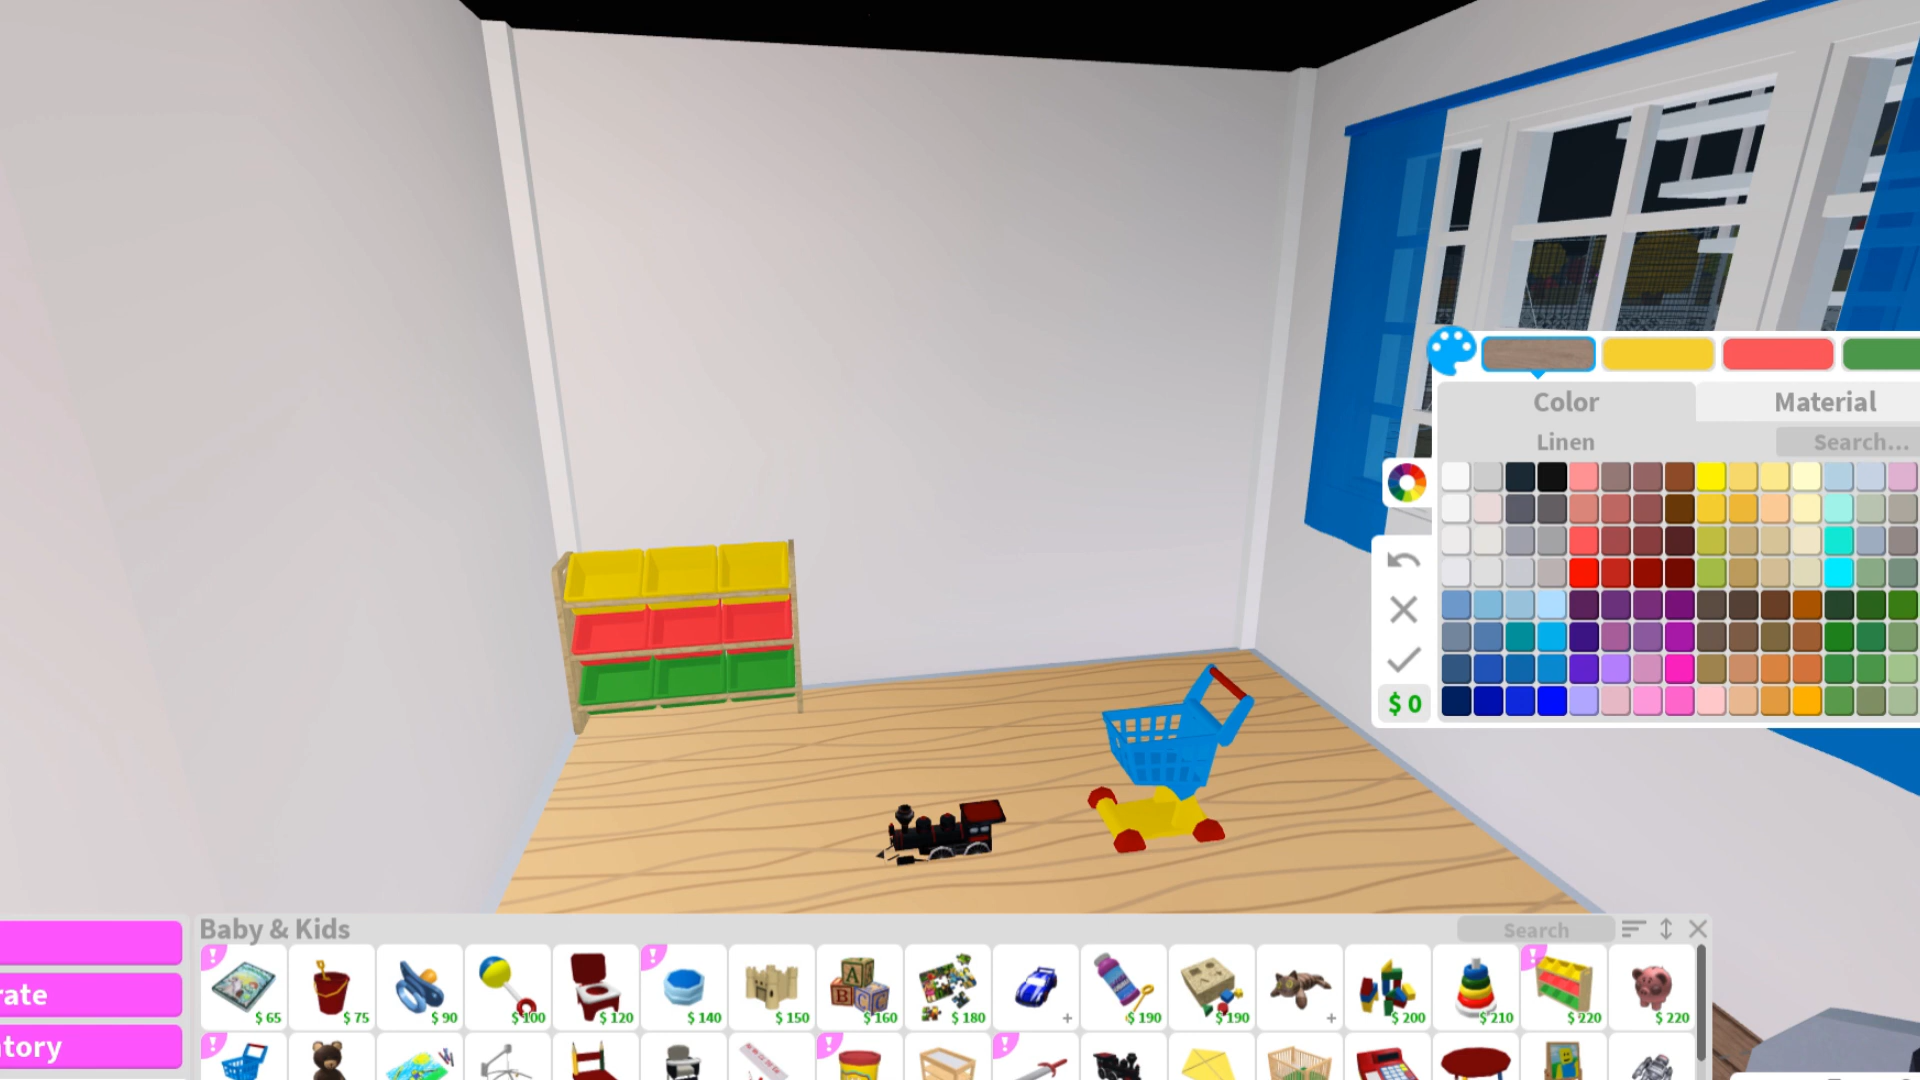 Color
Material
Linen
Search...
$ 0
Baby & Kids
Search
$ 65
$ 75
$ 90
$ 100
$ 120
$ 140
$ 150
$ 160
$ 180
+
$ 190
$ 190
+
$ 200
$ 210
$ 220
$ 220
rate
tory